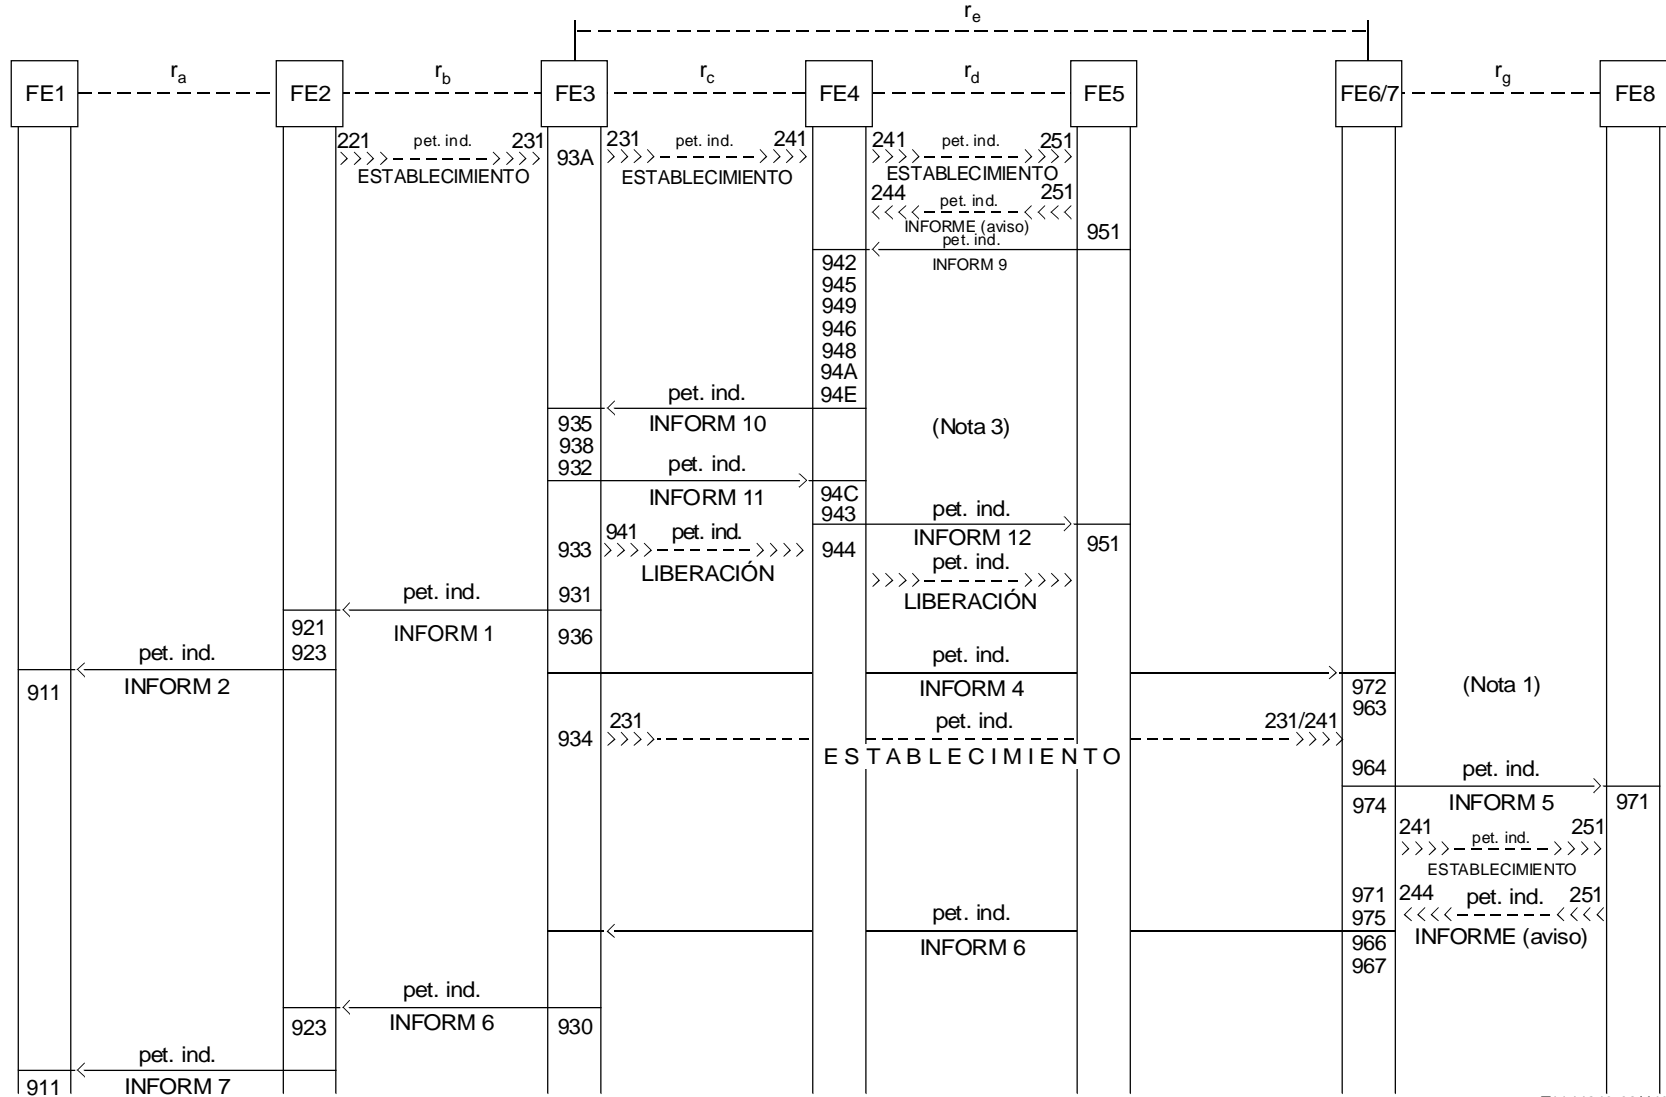 re
ra rb rc rd rg
FE1 FE2 FE3 FE4 FE5 FE6/7 FE8
221 pet. ind. 231 93A 231 pet. ind. 241 241 pet. ind. 251
ESTABLECIMIENTO ESTABLECIMIENTO ESTABLECIMIENTO
244 pet. ind. 251
INFORME (aviso) 951
pet. ind.
942 INFORM 9
945
949
946
948
94A
pet. ind. 94E
935 INFORM 10 (Nota 3)
938
932 pet. ind.
INFORM 11 94C
943 pet. ind.
941 pet. ind. INFORM 12 951
933 944 pet. ind.
LIBERACIÓN
LIBERACIÓN
pet. ind. 931
921 INFORM 1 936
pet. ind. 923 pet. ind.
911 INFORM 2 INFORM 4 972 (Nota 1)
963
934 231 pet. ind. 231/241
ESTABLECIMIENTO
964 pet. ind.
974 INFORM 5 971
241 pet. ind. 251
ESTABLECIMIENTO
971 244 pet. ind. 251
pet. ind. 975
INFORM 6 966 INFORME (aviso)
967
pet. ind.
923 INFORM 6 930
pet. ind.
911 INFORM 7